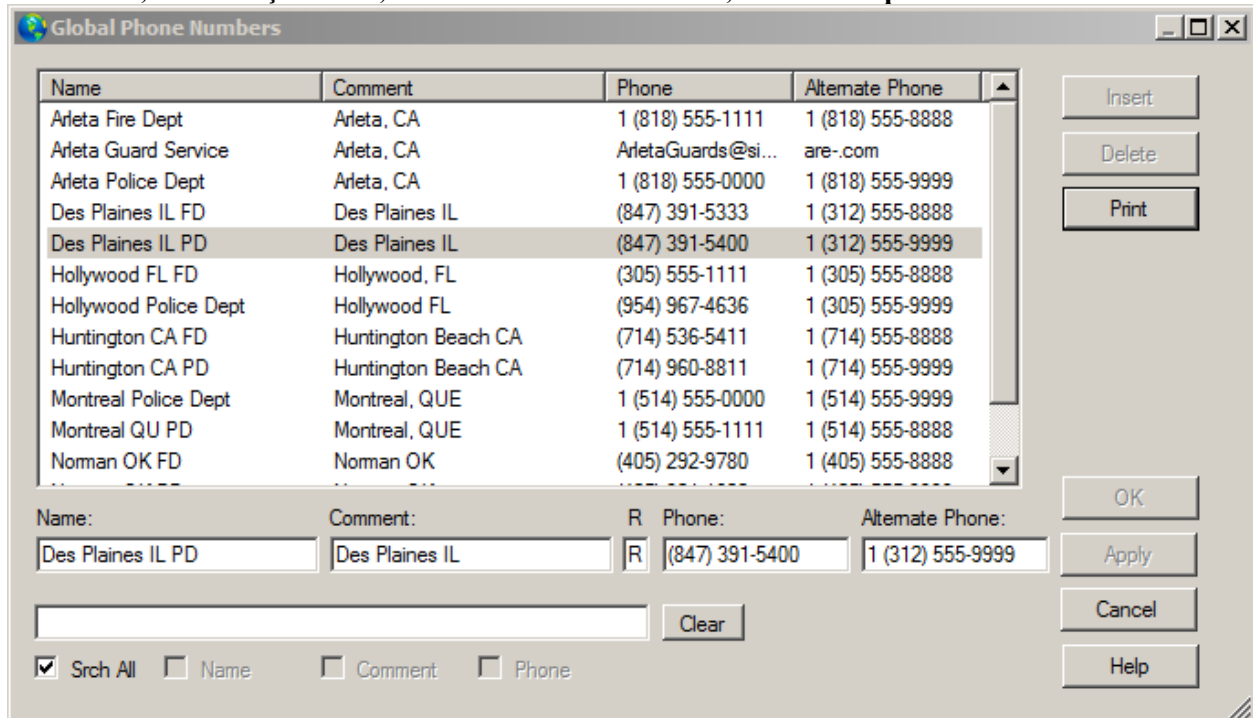 Global Phone Numbers
Name Comment Phone Alternate Phone
Arleta Fire Dept Arleta, CA 1 (818) 555-1111 1 (818) 555-8888
Arleta Guard Service Arleta, CA ArletaGuards@si... are-.com
Arleta Police Dept Arleta, CA 1 (818) 555-0000 1 (818) 555-9999
Des Plaines IL FD Des Plaines IL (847) 391-5333 1 (312) 555-8888
Des Plaines IL PD Des Plaines IL (847) 391-5400 1 (312) 555-9999
Hollywood FL FD Hollywood, FL (305) 555-1111 1 (305) 555-8888
Hollywood Police Dept Hollywood FL (954) 967-4636 1 (305) 555-9999
Huntington CA FD Huntington Beach CA (714) 536-5411 1 (714) 555-8888
Huntington CA PD Huntington Beach CA (714) 960-8811 1 (714) 555-9999
Montreal Police Dept Montreal, QUE 1 (514) 555-0000 1 (514) 555-9999
Montreal QU PD Montreal, QUE 1 (514) 555-1111 1 (514) 555-8888
Norman OK FD Norman OK (405) 292-9780 1 (405) 555-8888
Insert
Delete
Print
Name: Comment: R Phone: Alternate Phone:
Des Plaines IL PD Des Plaines IL R (847) 391-5400 1 (312) 555-9999
Clear
Srch All Name Comment Phone
OK
Apply
Cancel
Help